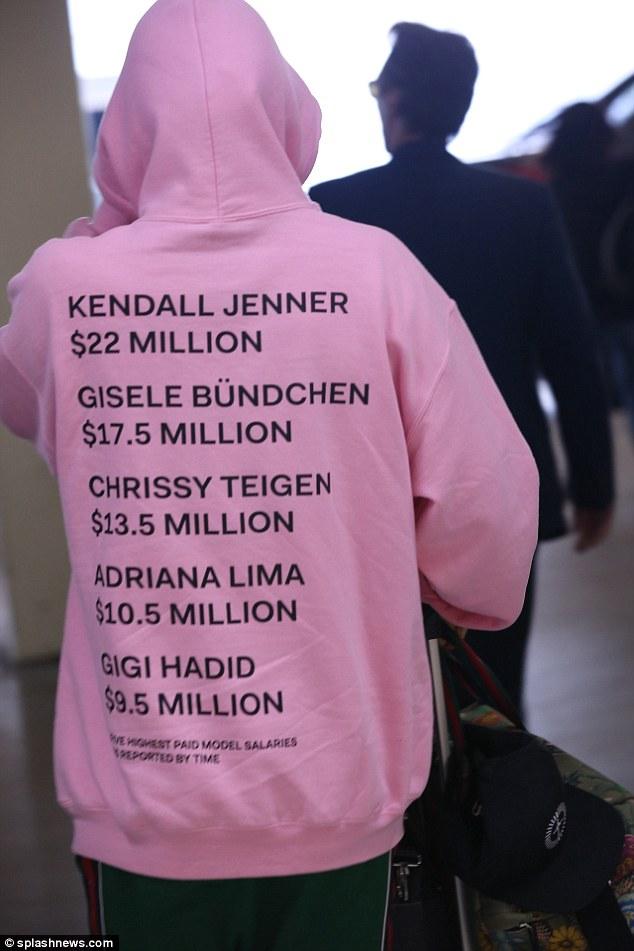 KENDALL JENNER
$22 MILLION
GISELE BÜNDCHEN
$17.5 MILLION
CHRISSY TEIGEN
$13.5 MILLION
ADRIANA LIMA
$10.5 MILLION
GIGI HADID
$9.5 MILLION
HIGHEST PAID MODEL SALARIES
REPORTED BY TIME
© splashnews.com